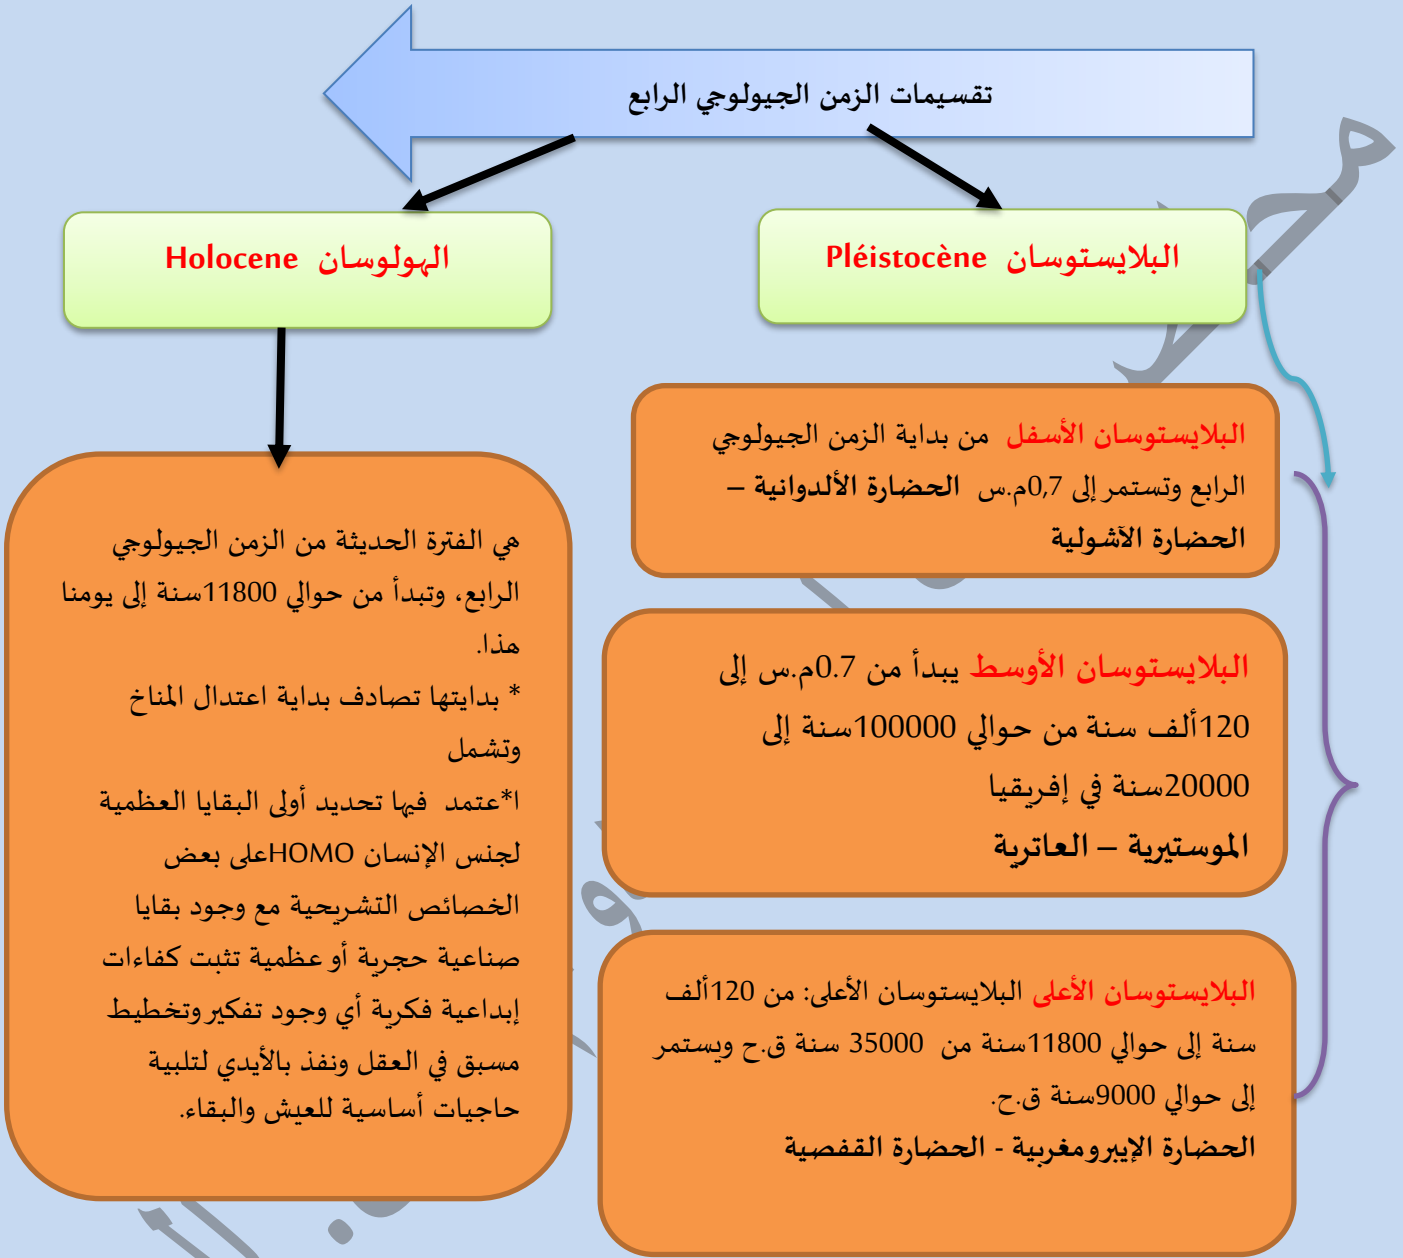 تقسيمات الزمن الجيولوجي الرابع
البلايستوسان Pléistocène
الهولوسان Holocene
البلايستوسان الأسفل من بداية الزمن الجيولوجي
الرابع وتستمر إلى 0,7م.س الحضارة الألدوانية –
الحضارة الآشولية
البلايستوسان الأوسط يبدأ من 0.7م.س إلى
120ألف سنة من حوالي 100000سنة إلى
20000سنة في إفريقيا
الموستيرية – العاترية
البلايستوسان الأعلى البلايستوسان الأعلى: من 120ألف
سنة إلى حوالي 11800سنة من 35000 سنة ق.ح ويستمر
إلى حوالي 9000سنة ق.ح.
الحضارة الإيبرومغربية - الحضارة القفصية
هي الفترة الحديثة من الزمن الجيولوجي
الرابع، وتبدأ من حوالي 11800سنة إلى يومنا
هذا.
* بدايتها تصادف بداية اعتدال المناخ
وتشمل
ا*عتمد فيها تحديد أولى البقايا العظمية
لجنس الإنسان HOMOعلى بعض
الخصائص التشريحية مع وجود بقايا
صناعية حجرية أو عظمية تثبت كفاءات
إبداعية فكرية أي وجود تفكير وتخطيط
مسبق في العقل ونفذ بالأيدي لتلبية
حاجيات أساسية للعيش والبقاء.